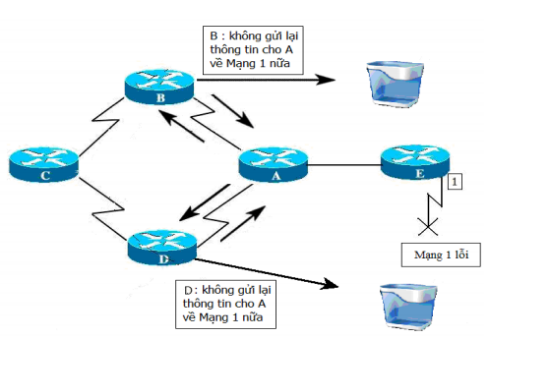 B : không gửi lại
thông tin cho A
về Mạng 1 nữa
B
C
A
E
1
D
Mạng 1 lỗi
D : không gửi lại
thông tin cho A
về Mạng 1 nữa